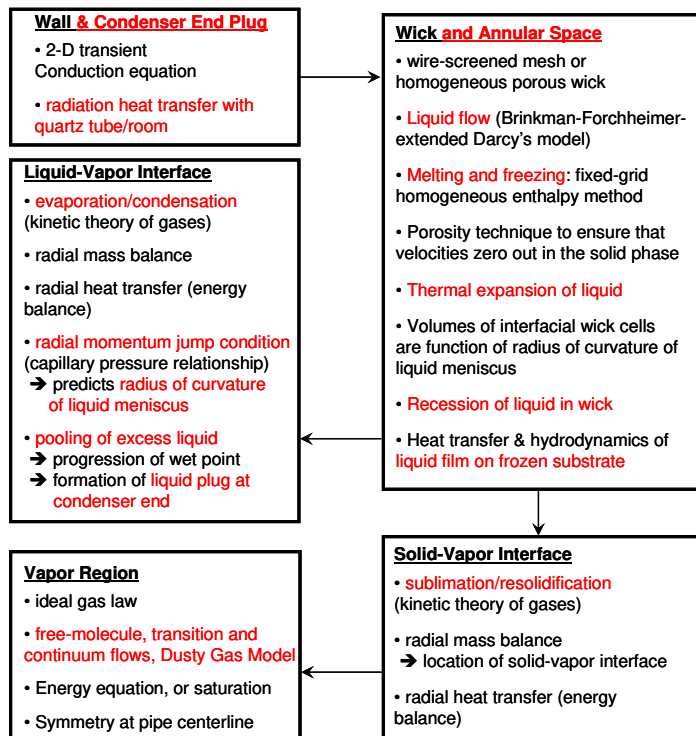 Wall & Condenser End Plug
• 2-D transient
Conduction equation
• radiation heat transfer with
quartz tube/room
Wick and Annular Space
• wire-screened mesh or
homogeneous porous wick
• Liquid flow (Brinkman-Forchheimer-
extended Darcy's model)
• Melting and freezing: fixed-grid
homogeneous enthalpy method
• Porosity technique to ensure that
velocities zero out in the solid phase
• Thermal expansion of liquid
• Volumes of interfacial wick cells
are function of radius of curvature of
liquid meniscus
• Recession of liquid in wick
• Heat transfer & hydrodynamics of
liquid film on frozen substrate
Liquid-Vapor Interface
• evaporation/condensation
(kinetic theory of gases)
• radial mass balance
• radial heat transfer (energy
balance)
• radial momentum jump condition
(capillary pressure relationship)
➔ predicts radius of curvature
of liquid meniscus
• pooling of excess liquid
➔ progression of wet point
➔ formation of liquid plug at
condenser end
Solid-Vapor Interface
• sublimation/resolidification
(kinetic theory of gases)
• radial mass balance
➔ location of solid-vapor interface
• radial heat transfer (energy
balance)
Vapor Region
• ideal gas law
• free-molecule, transition and
continuum flows, Dusty Gas Model
• Energy equation, or saturation
• Symmetry at pipe centerline